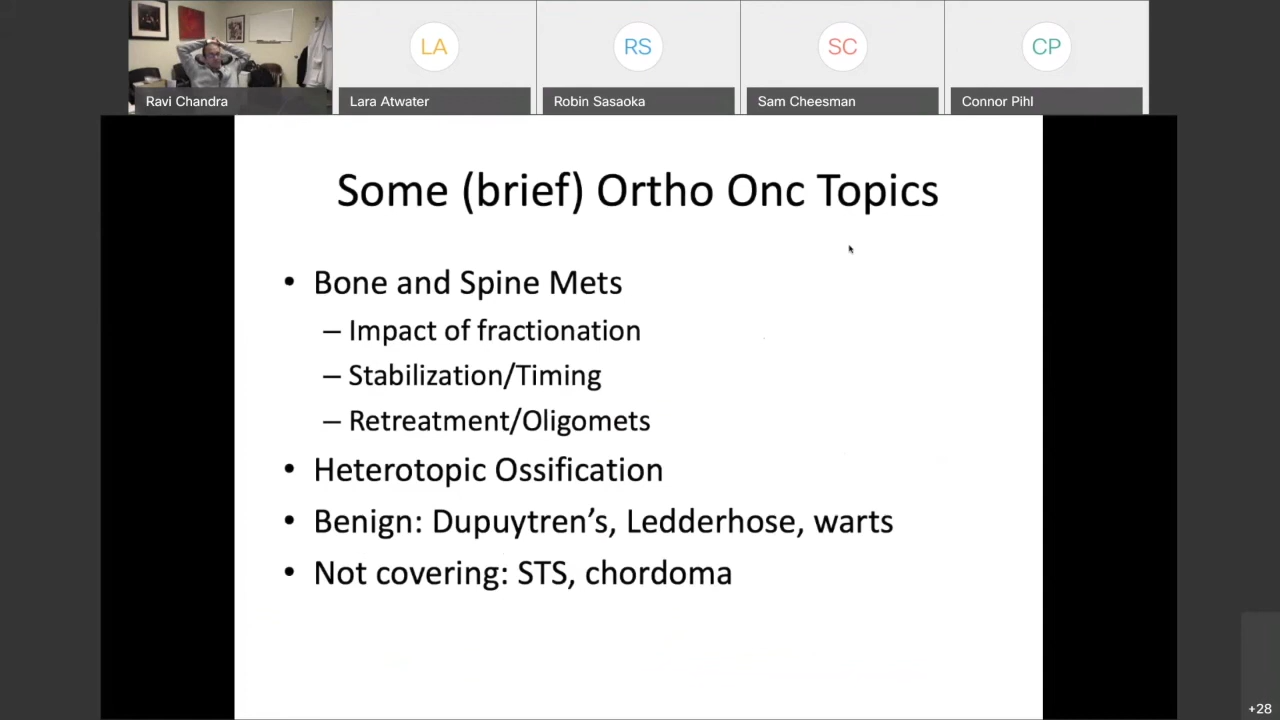 LA
RS
SC
CP
Ravi Chandra
Lara Atwater
Robin Sasaoka
Sam Cheesman
Connor Pihl
Some (brief) Ortho Onc Topics
• Bone and Spine Mets
– Impact of fractionation
– Stabilization/Timing
– Retreatment/Oligomets
• Heterotopic Ossification
• Benign: Dupuytren’s, Ledderhose, warts
• Not covering: STS, chordoma
+28